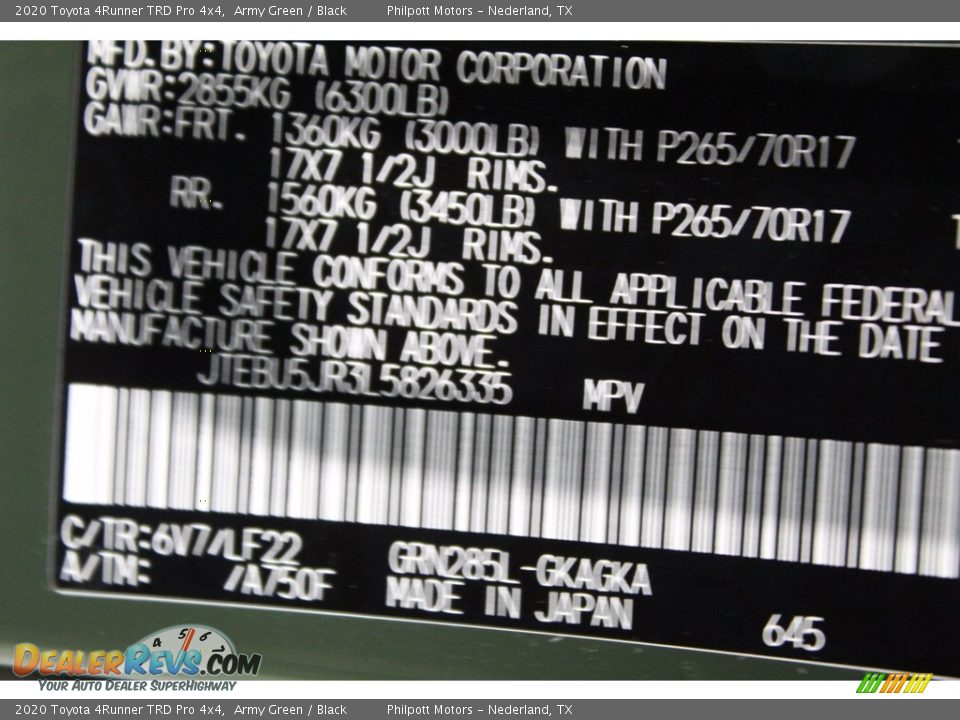 2020 Toyota 4Runner TRD Pro 4x4, Army Green / Black Philpott Motors - Nederland, TX
MFD.BY:TOYOTA MOTOR CORPORATION
GVWR:2855KG (6300LB)
GAWR:FRT. 1360KG (3000LB) WITH P265/70R17
17X7 1/2J RIMS.
RR. 1560KG (3450LB) WITH P265/70R17
17X7 1/2J RIMS.
THIS VEHICLE CONFORMS TO ALL APPLICABLE FEDERAL
VEHICLE SAFETY STANDARDS IN EFFECT ON THE DATE
MANUFACTURE SHOWN ABOVE.
JTEBU5JR3L5826335 MPV
C/TR:6V7/LF22 GRN285L-GKAGKA
A/TM: /A750F MADE IN JAPAN
645
4 5 6
DEALERREVS.COM
YOUR AUTO DEALER SUPERHIGHWAY
2020 Toyota 4Runner TRD Pro 4x4, Army Green / Black Philpott Motors - Nederland, TX